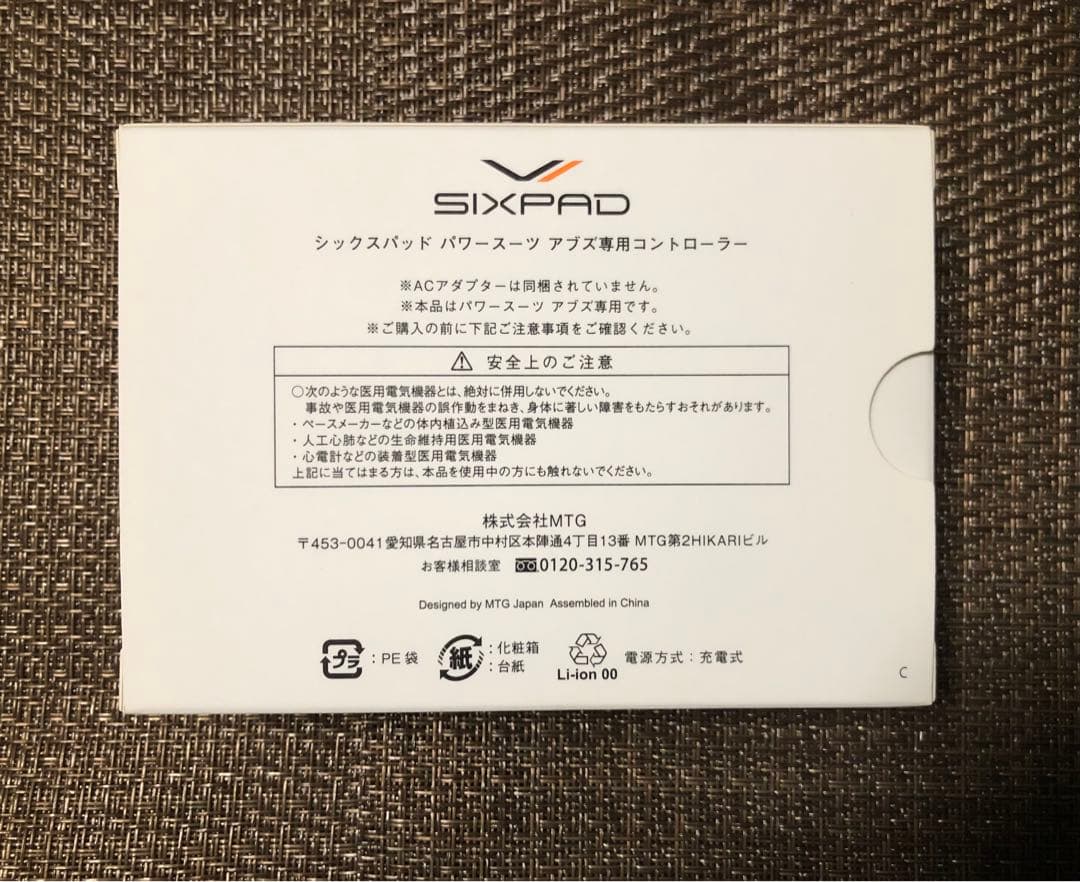 SIXPAD
シックスパッド パワースーツ アブズ専用コントローラー
※ACアダプターは同梱されていません。
※本品はパワースーツ アブズ専用です。
※ご購入の前に下記ご注意事項をご確認ください。
安全上のご注意
○次のような医用電気機器とは、絶対に併用しないでください。
事故や医用電気機器の誤作動をまねき、身体に著しい障害をもたらすおそれがあります。
・ペースメーカーなどの体内植込み型医用電気機器
・人工心肺などの生命維持用医用電気機器
・心電計などの装着型医用電気機器
上記に当てはまる方は、本品を使用中の方にも触れないでください。
株式会社MTG
〒453-0041 愛知県名古屋市中村区本陣通4丁目13番 MTG第2HIKARIビル
お客様相談室 0120-315-765
Designed by MTG Japan Assembled in China
プラ：PE袋
紙：化粧箱
：台紙
Li-ion 00
電源方式：充電式
C